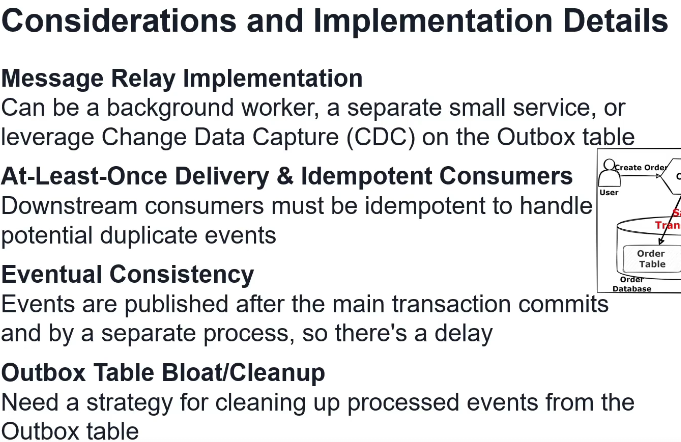 Considerations and Implementation Details
Message Relay Implementation
Can be a background worker, a separate small service, or
leverage Change Data Capture (CDC) on the Outbox table
At-Least-Once Delivery & Idempotent Consumers
Downstream consumers must be idempotent to handle
potential duplicate events
Eventual Consistency
Events are published after the main transaction commits
and by a separate process, so there's a delay
Outbox Table Bloat/Cleanup
Need a strategy for cleaning up processed events from the
Outbox table
Create Order
User
Order
Table
Order
Database